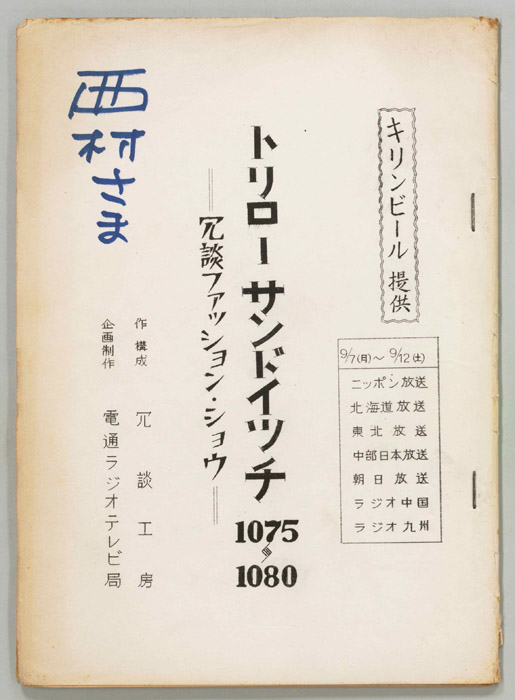 キリンビール 提供
9/7(月)〜9/12(土)
ニッポン放送
北海道放送
東北放送
中部日本放送
朝日放送
ラジオ中国
ラジオ九州
トリローサンドイッチ
1075〜1080
冗談ファッション・ショウ
作 構成 冗談工房
企画制作 電通ラジオテレビ局
西村さま